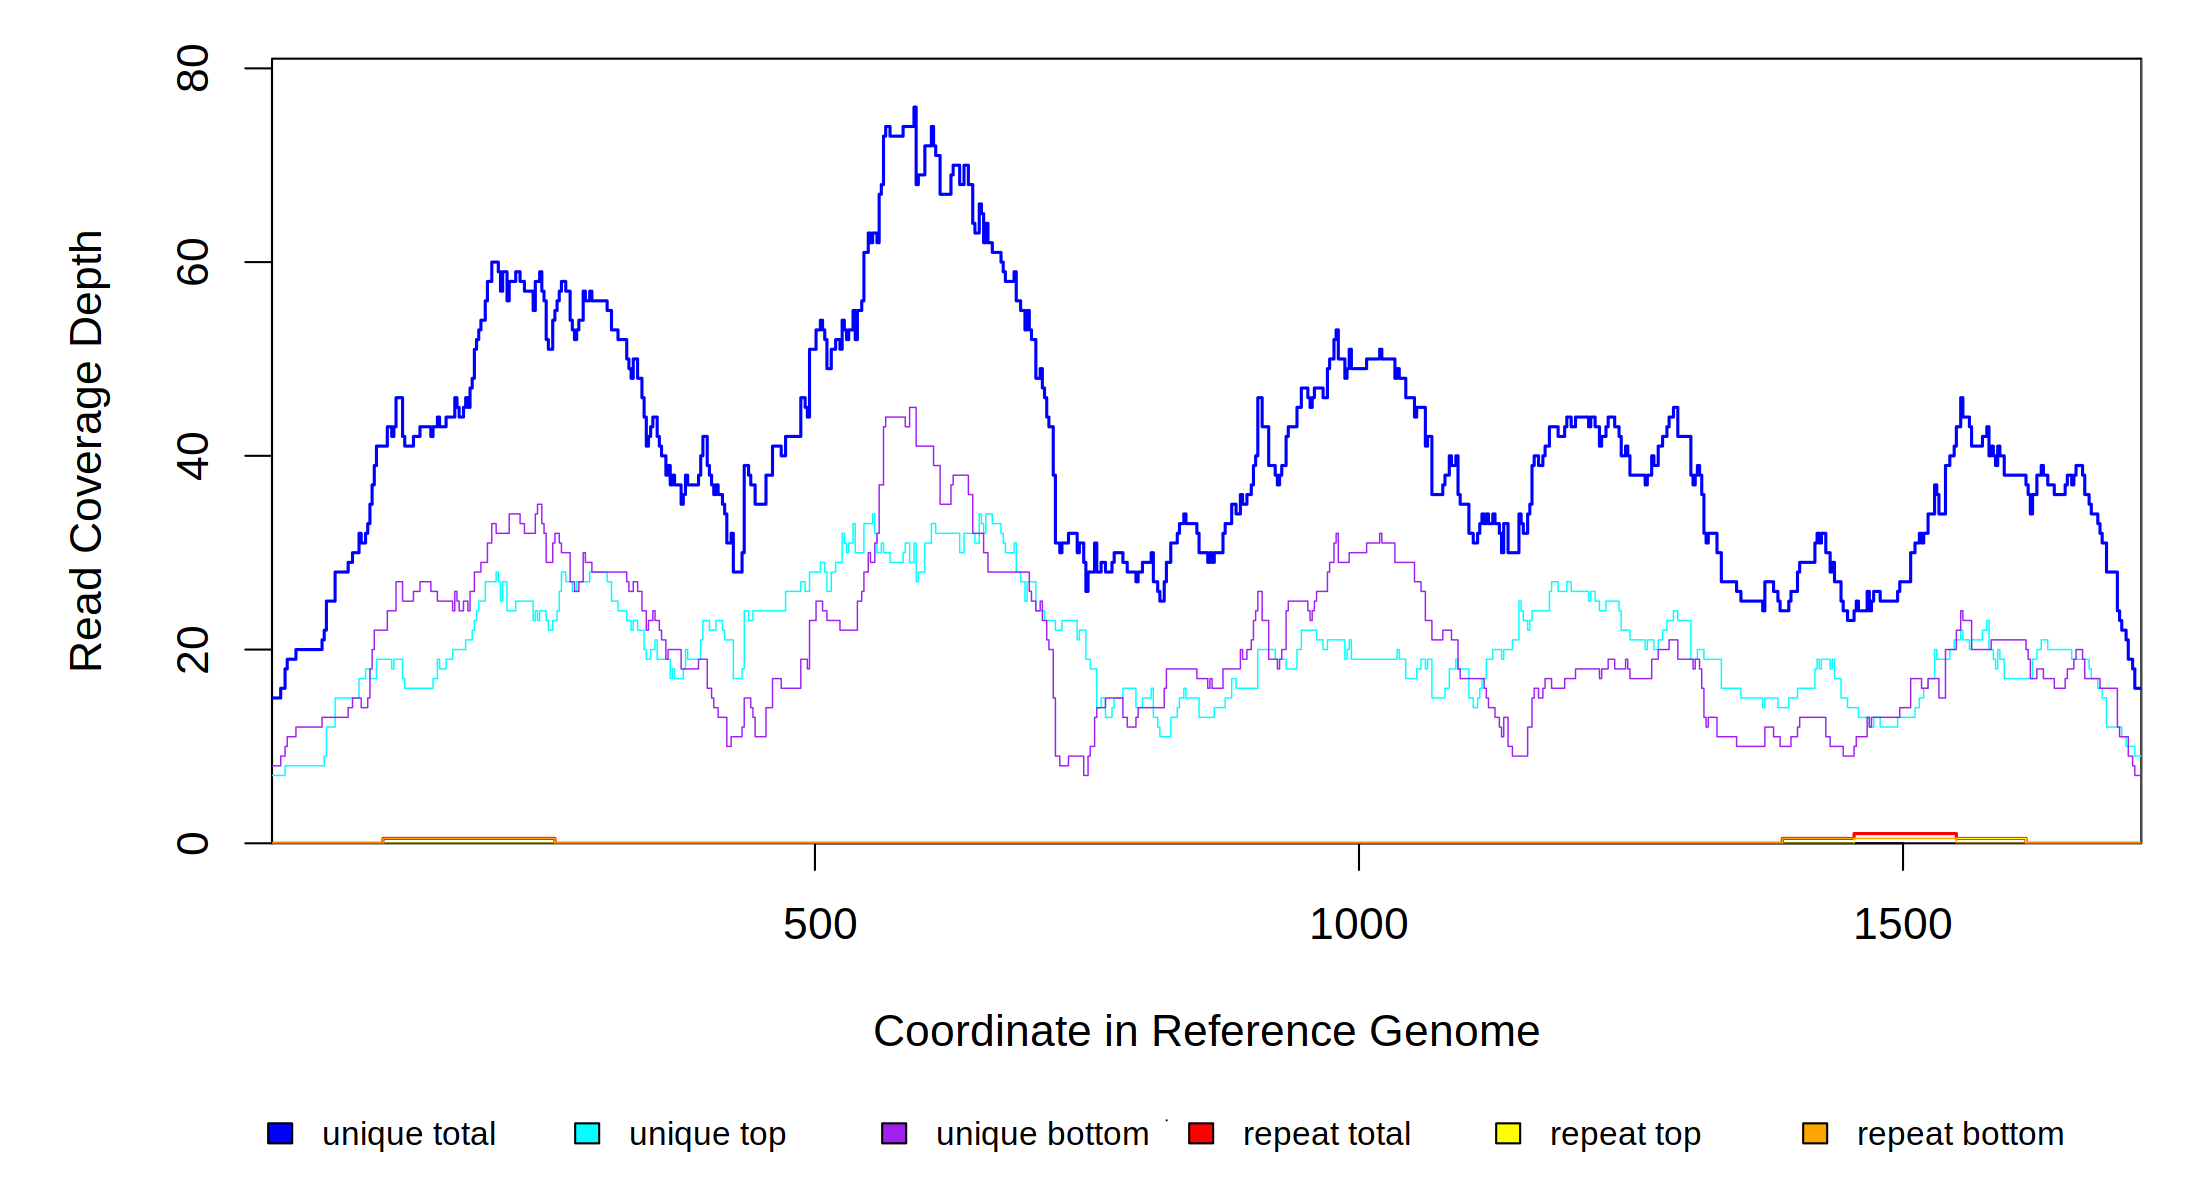 80
60
40
20
0
Read Coverage Depth
500 1000 1500
Coordinate in Reference Genome
unique total unique top unique bottom repeat total repeat top repeat bottom